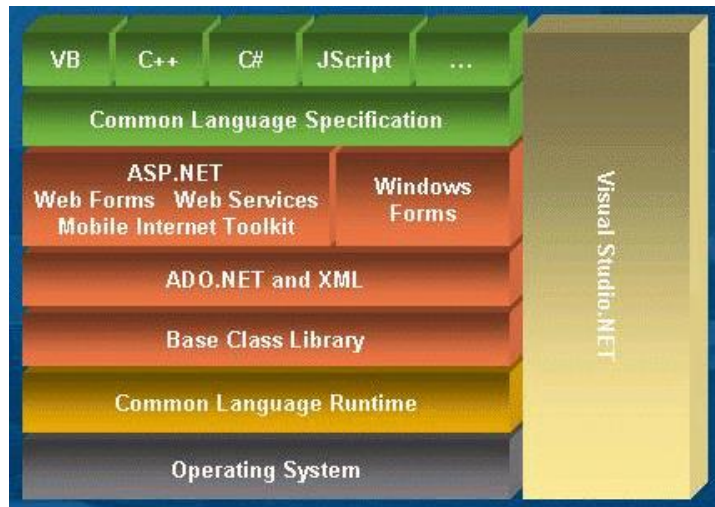 VB
C++
C#
JScript
...
Common Language Specification
ASP.NET
Web Forms Web Services
Mobile Internet Toolkit
Windows
Forms
ADO.NET and XML
Base Class Library
Common Language Runtime
Operating System
Visual Studio.NET